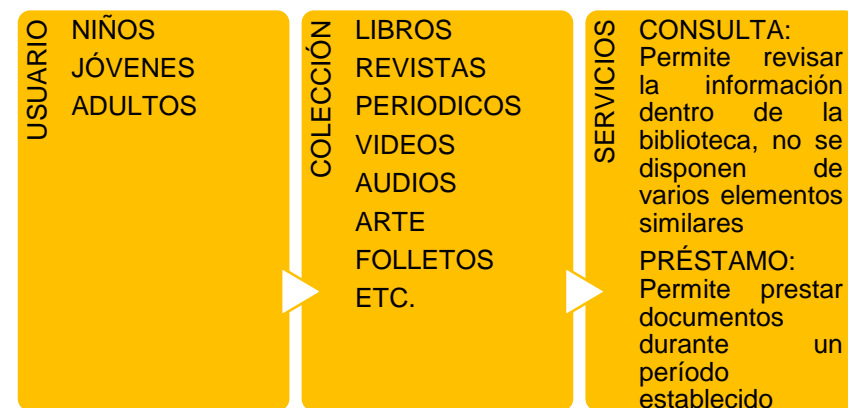 USUARIO
NIÑOS
JÓVENES
ADULTOS
COLECCIÓN
LIBROS
REVISTAS
PERIODICOS
VIDEOS
AUDIOS
ARTE
FOLLETOS
ETC.
SERVICIOS
CONSULTA:
Permite revisar
la información
dentro de la
biblioteca, no se
disponen de
varios elementos
similares
PRÉSTAMO:
Permite prestar
documentos
durante un
período
establecido